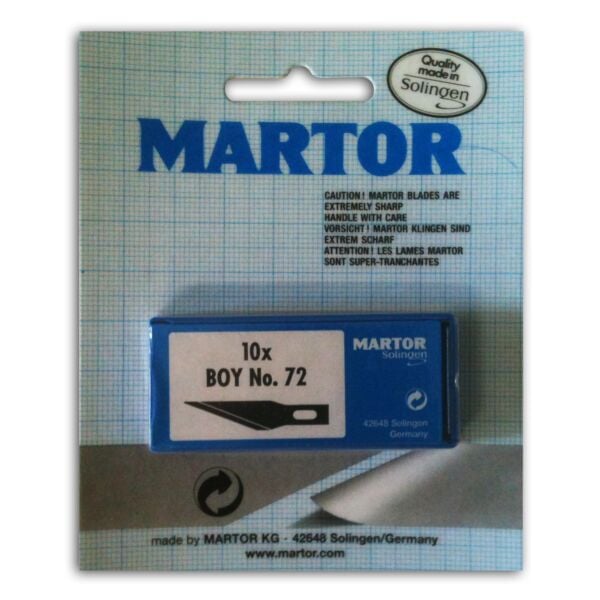 Quality
made in
Solingen
MARTOR
CAUTION! MARTOR BLADES ARE
EXTREMELY SHARP
HANDLE WITH CARE
VORSICHT! MARTOR KLINGEN SIND
EXTREM SCHARF
ATTENTION! LES LAMES MARTOR
SONT SUPER-TRANCHANTES
10x
BOY No. 72
MARTOR
Solingen
42648 Solingen
Germany
made by MARTOR KG - 42648 Solingen/Germany
www.martor.com